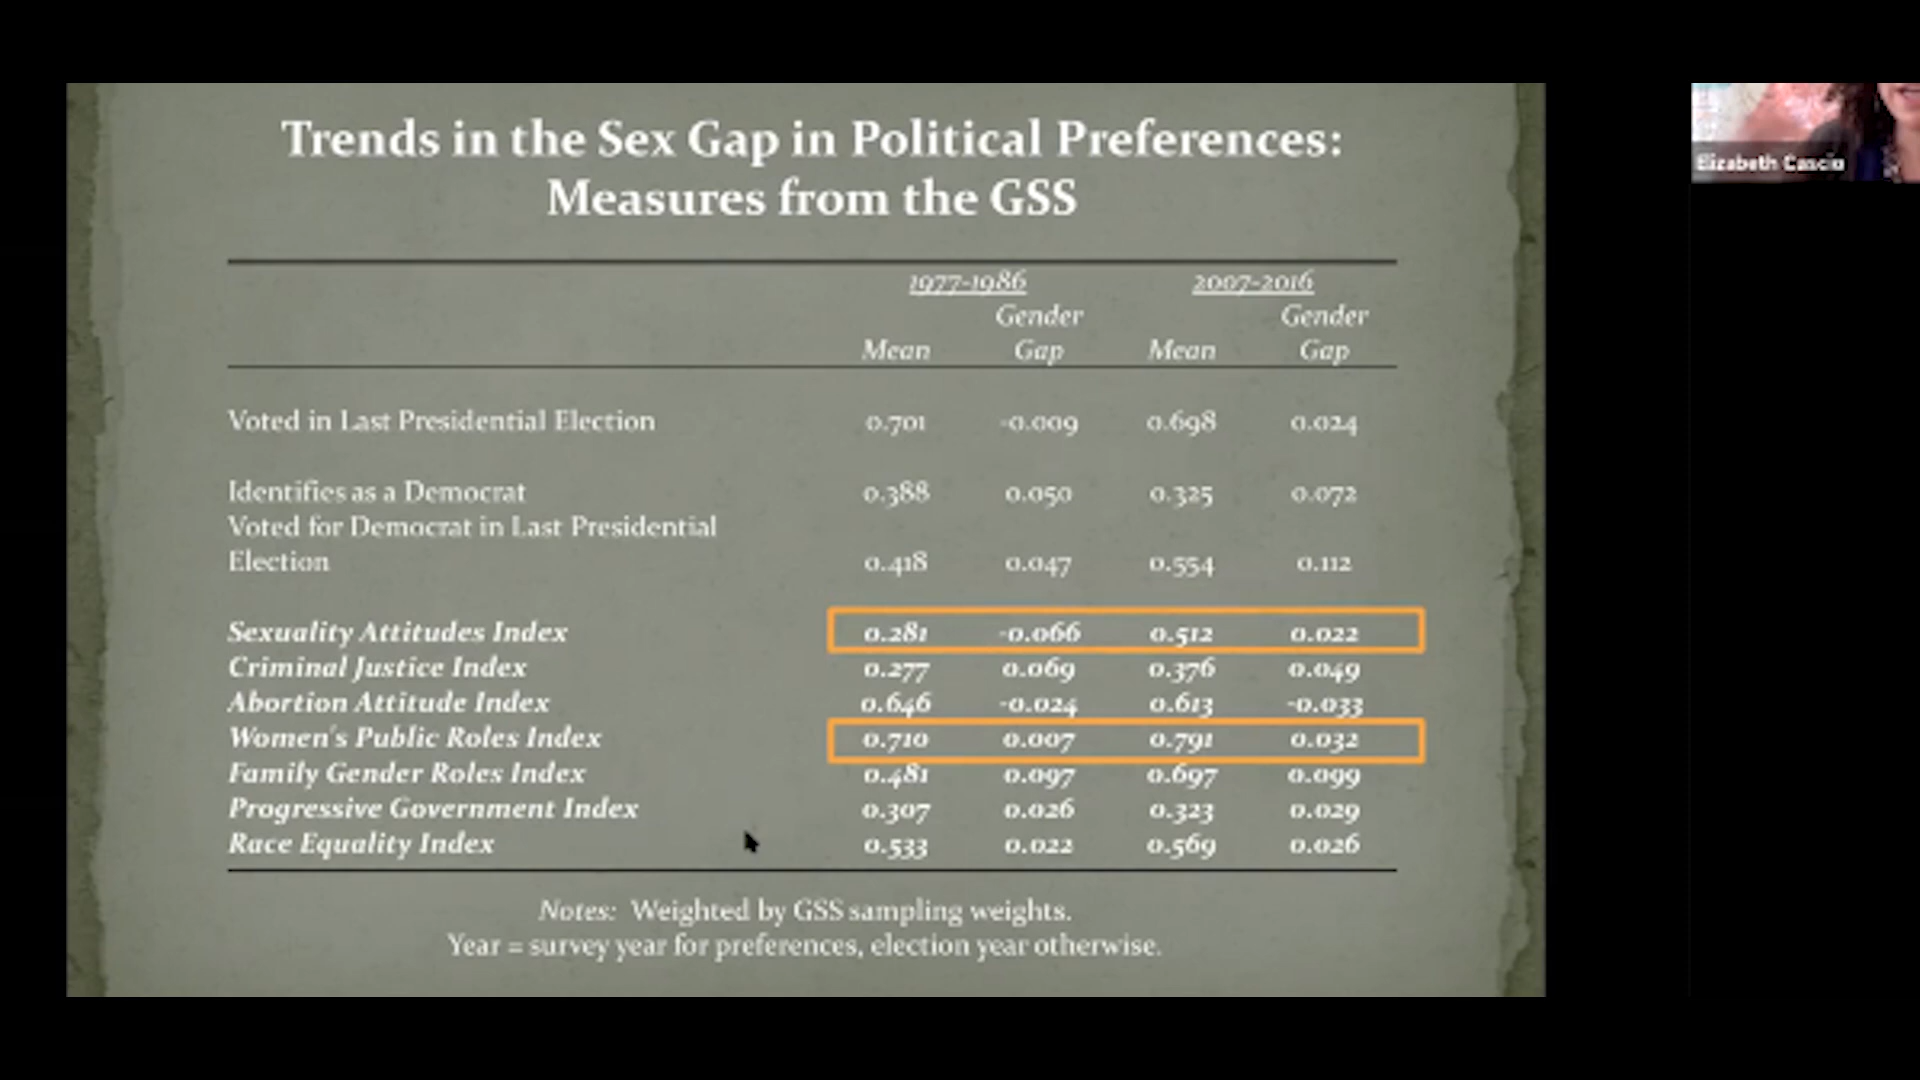 Trends in the Sex Gap in Political Preferences:
Measures from the GSS
1977-1986 2007-2016
Gender Gender
Mean Gap Mean Gap
Voted in Last Presidential Election 0.701 -0.009 0.698 0.024
Identifies as a Democrat 0.388 0.050 0.325 0.072
Voted for Democrat in Last Presidential
Election 0.418 0.047 0.554 0.112
Sexuality Attitudes Index 0.281 -0.066 0.512 0.022
Criminal Justice Index 0.277 0.069 0.376 0.049
Abortion Attitude Index 0.646 -0.024 0.613 -0.033
Women's Public Roles Index 0.710 0.007 0.791 0.032
Family Gender Roles Index 0.481 0.097 0.697 0.099
Progressive Government Index 0.307 0.026 0.323 0.029
Race Equality Index 0.533 0.022 0.569 0.026
Notes: Weighted by GSS sampling weights.
Year = survey year for preferences, election year otherwise.
Elizabeth Cascio